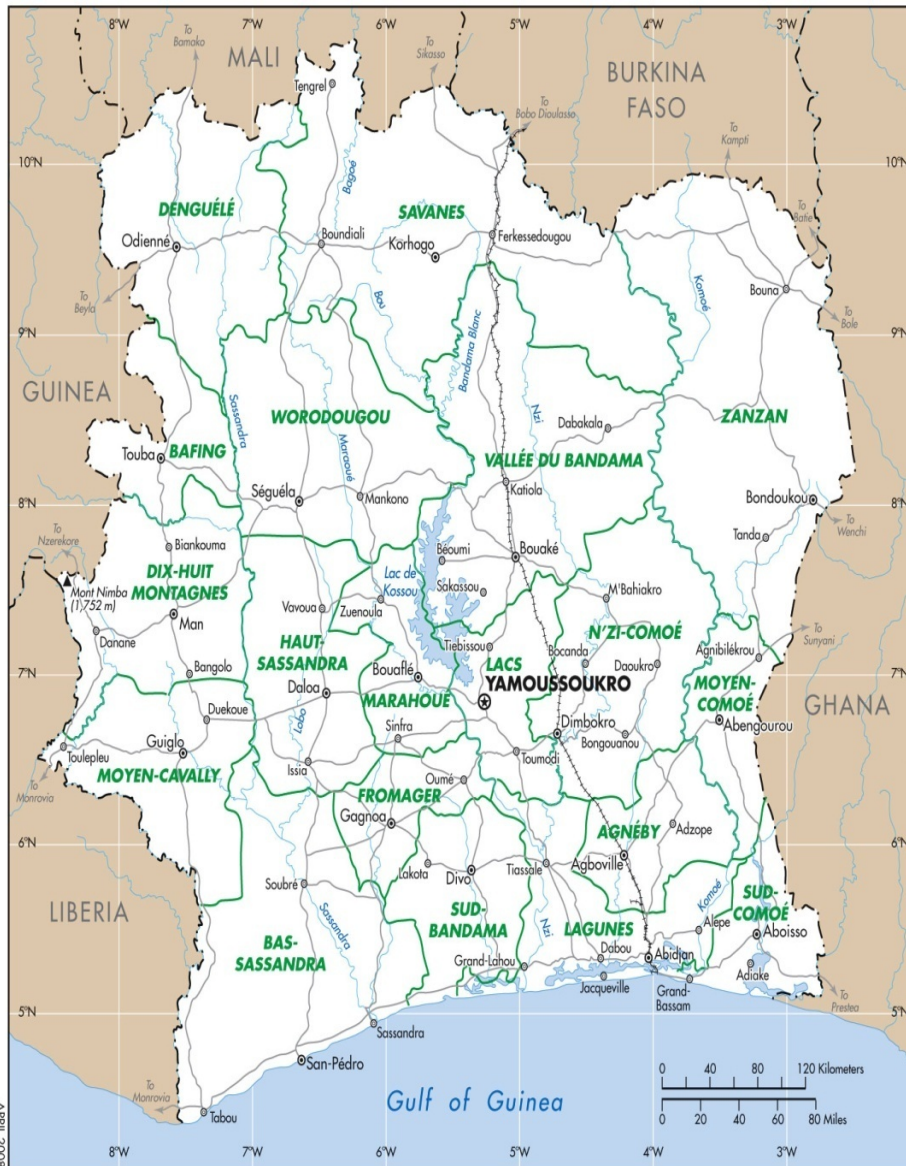 8°W
7°W
6°W
5°W
4°W
3°W
To
Bamako
MALI
To
Sikasso
BURKINA
FASO
Tengrel
To
Bobo Dioulasso
To
Kampti
10°N
10°N
Bagoé
DENGUÉLÉ
SAVANES
To
Batie
Odienné
Boundiali
Korhogo
Ferkessedougou
To
Beyla
Bou
Komoé
Bouna
To
Bole
9°N
9°N
Bandama Blanc
GUINEA
Sassandra
WORODOUGOU
Maraoué
Nzi
Dabakala
ZANZAN
Touba
BAFING
VALLÉE DU BANDAMA
Séguéla
Mankono
Katiola
Bondoukou
8°N
8°N
To
Nzerekore
To
Wenchi
Biankouma
Tanda
DIX-HUIT
MONTAGNES
Béoumi
Bouaké
Mont Nimba
(1,752 m)
Lac de
Kossou
Sakassou
M'Bahiakro
Vavoua
Zuenoula
Man
N'ZI-COMOÉ
To
Sunyani
Danane
HAUT-
SASSANDRA
Tiebissou
Bocanda
Daoukro
Agnibilékrou
7°N
7°N
Bangolo
Bouaflé
LACS
YAMOUSSOUKRO
MOYEN-
COMOÉ
Daloa
MARAHOUÉ
GHANA
Duekoue
Lobo
Sinfra
Dimbokro
Bongouanou
Abengourou
Toulepleu
Guiglo
Toumodi
To
Monrovia
MOYEN-CAVALLY
Issia
Oumé
FROMAGER
Gagnoa
AGNÉBY
Adzope
6°N
6°N
Lakota
Divo
Tiassale
Agboville
Soubré
LIBERIA
Komoé
SUD-
COMOÉ
Sassandra
SUD-
BANDAMA
Nzi
LAGUNES
Alepe
Aboisso
BAS-
SASSANDRA
Grand-Lahou
Dabou
Abidjan
Adiake
Jacqueville
Grand-
Bassam
To
Prestea
5°N
5°N
Sassandra
San-Pédro
0 40 80 120 Kilometers
0 20 40 60 80 Miles
To
Monrovia
Gulf of Guinea
Tabou
8°W
7°W
6°W
5°W
4°W
3°W